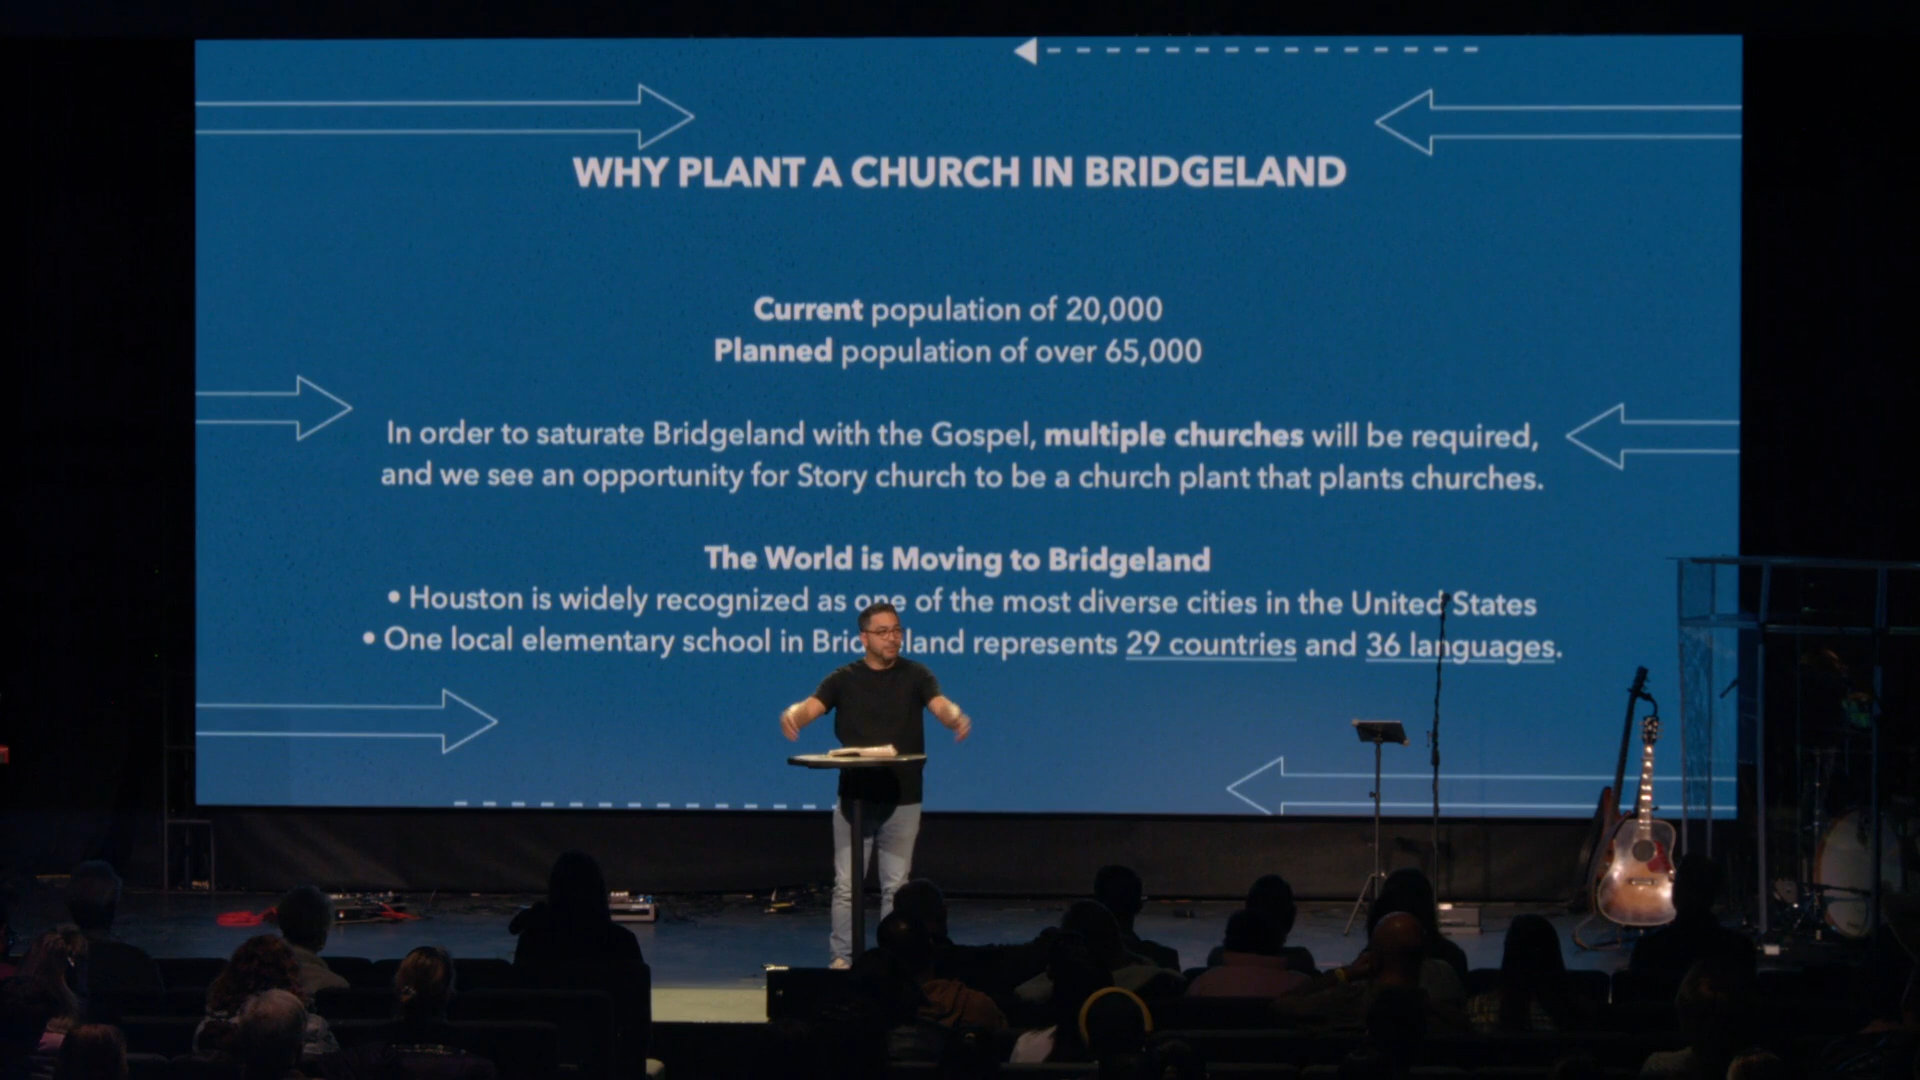 WHY PLANT A CHURCH IN BRIDGELAND
Current population of 20,000
Planned population of over 65,000
In order to saturate Bridgeland with the Gospel, multiple churches will be required,
and we see an opportunity for Story church to be a church plant that plants churches.
The World is Moving to Bridgeland
• Houston is widely recognized as one of the most diverse cities in the United States
• One local elementary school in Bridgeland represents 29 countries and 36 languages.